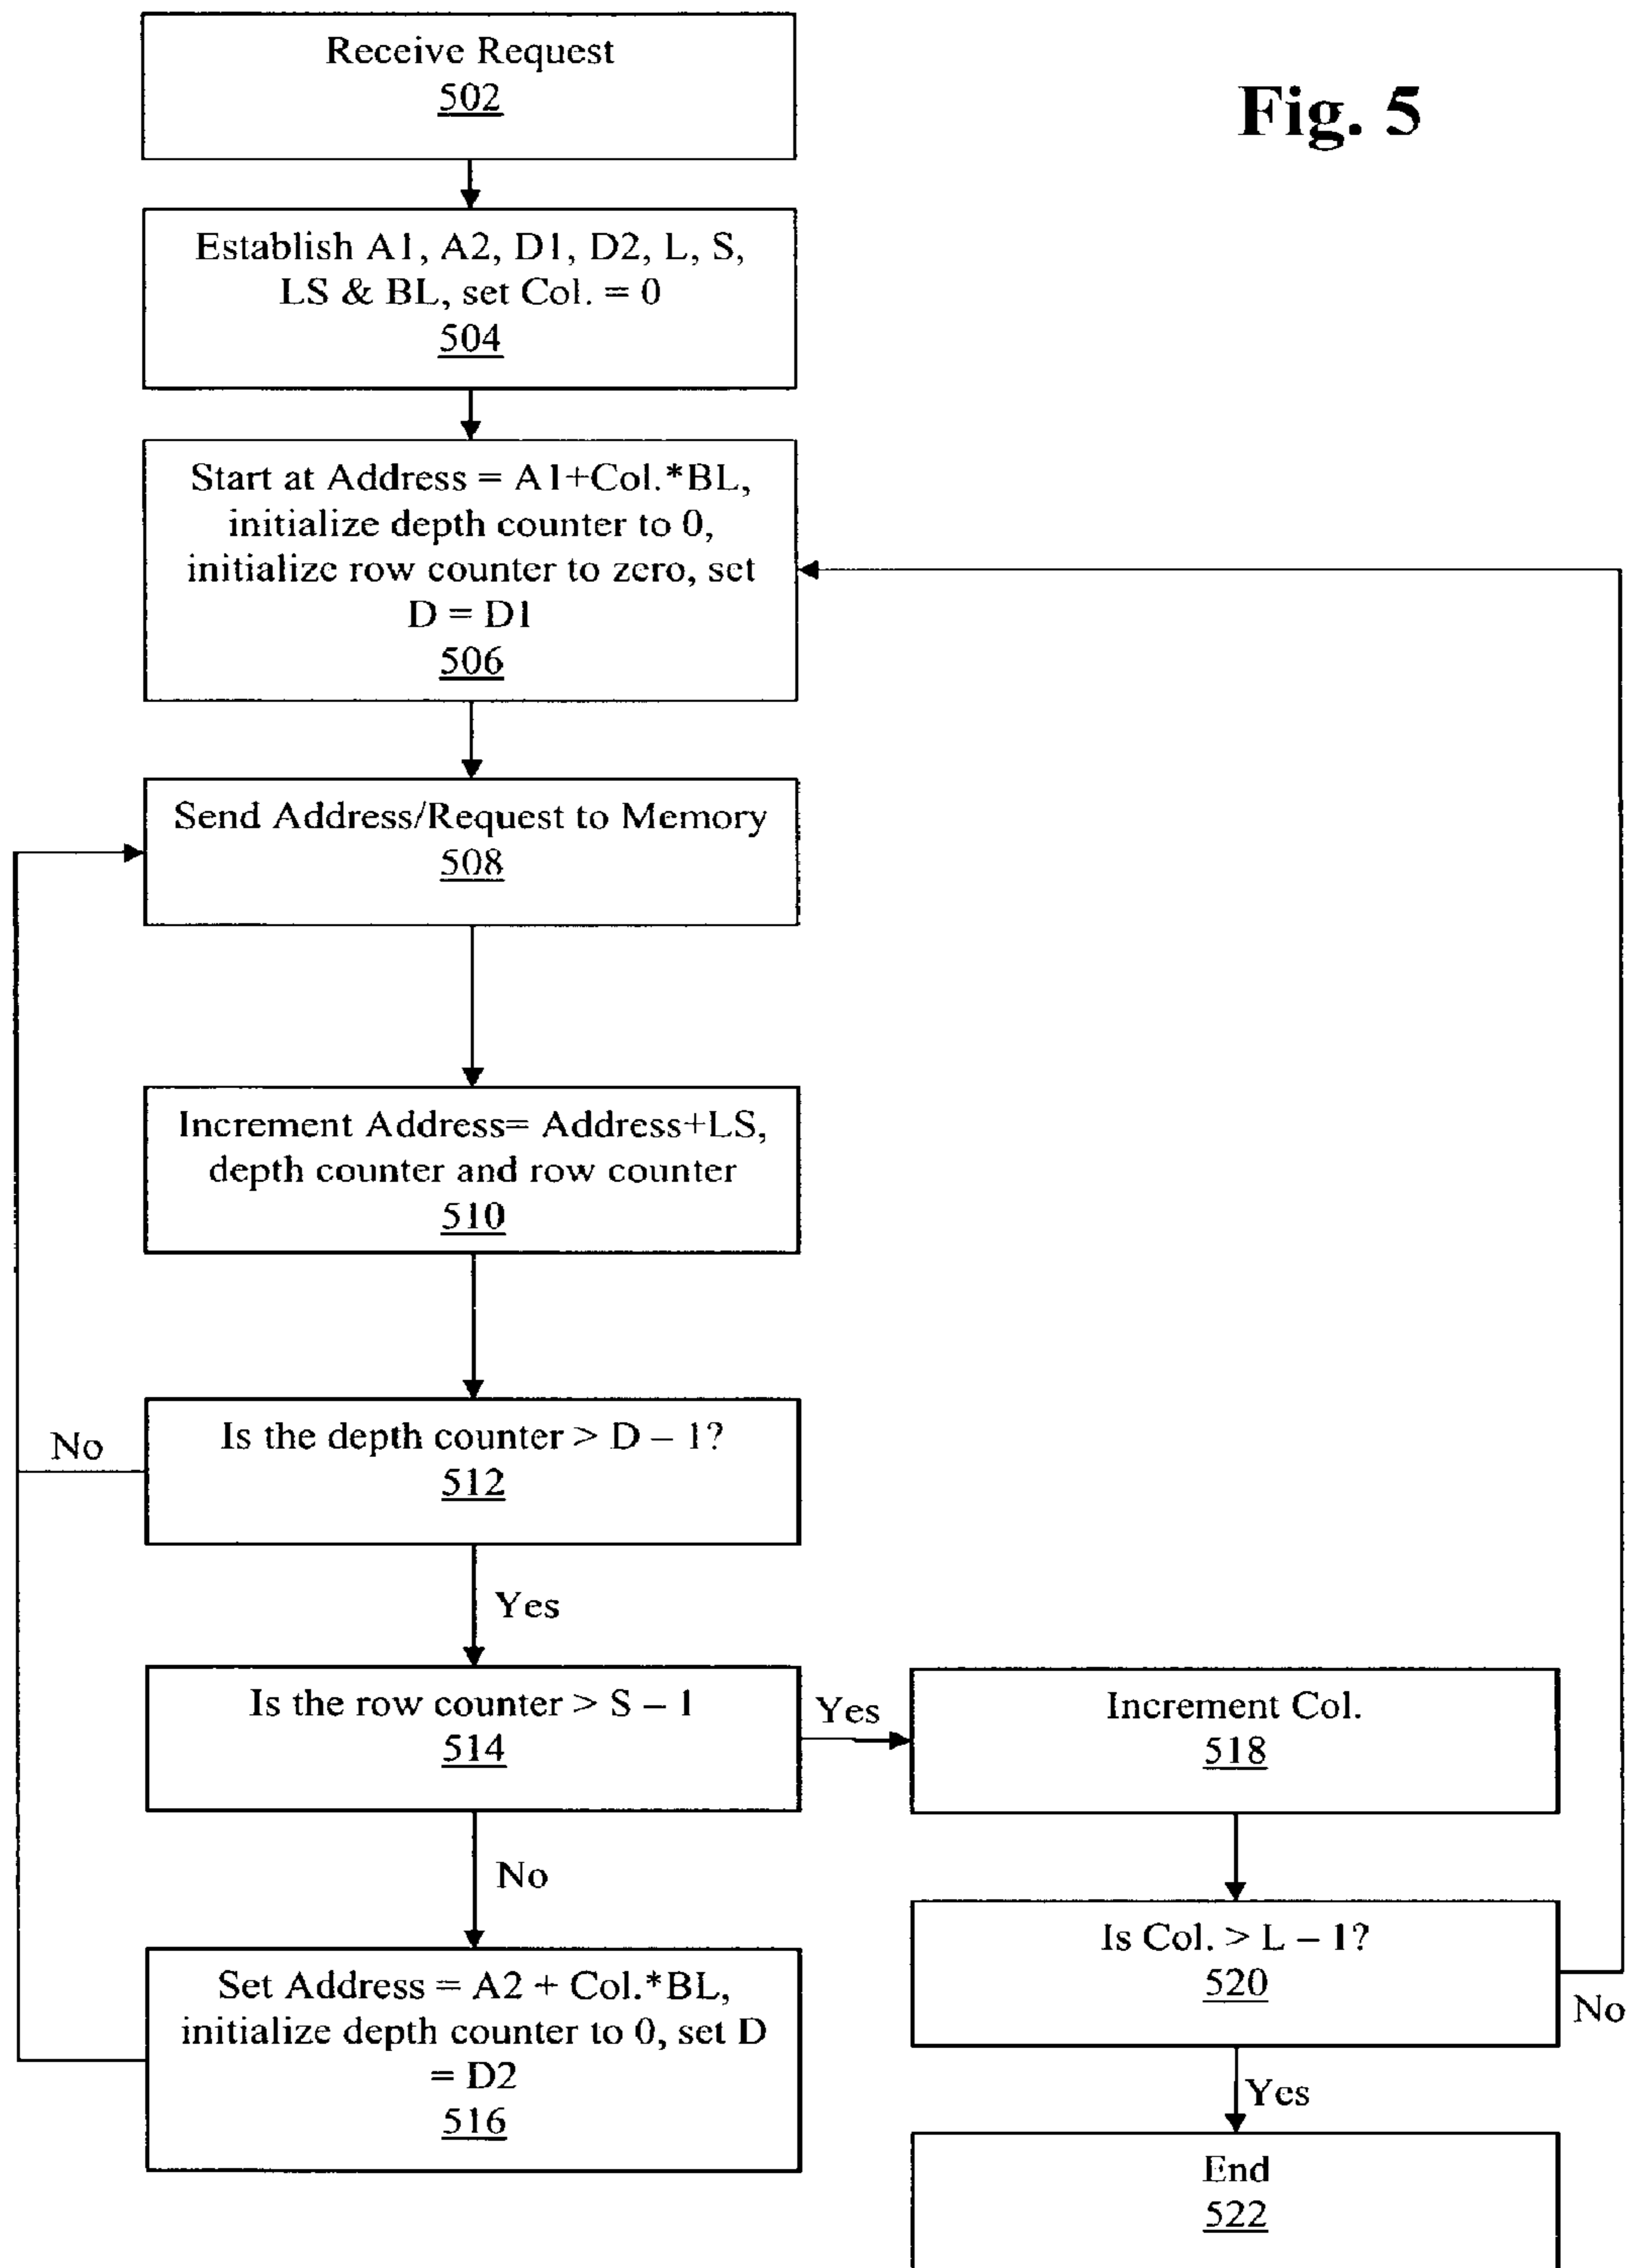 Fig. 5
Receive Request
502
Establish A1, A2, D1, D2, L, S,
LS & BL, set Col. = 0
504
Start at Address = A1+Col.*BL,
initialize depth counter to 0,
initialize row counter to zero, set
D = D1
506
Send Address/Request to Memory
508
Increment Address= Address+LS,
depth counter and row counter
510
Is the depth counter > D – 1?
512
No
Yes
Is the row counter > S – 1
514
Yes
Increment Col.
518
No
Is Col. > L – 1?
520
No
Set Address = A2 + Col.*BL,
initialize depth counter to 0, set D
= D2
516
Yes
End
522